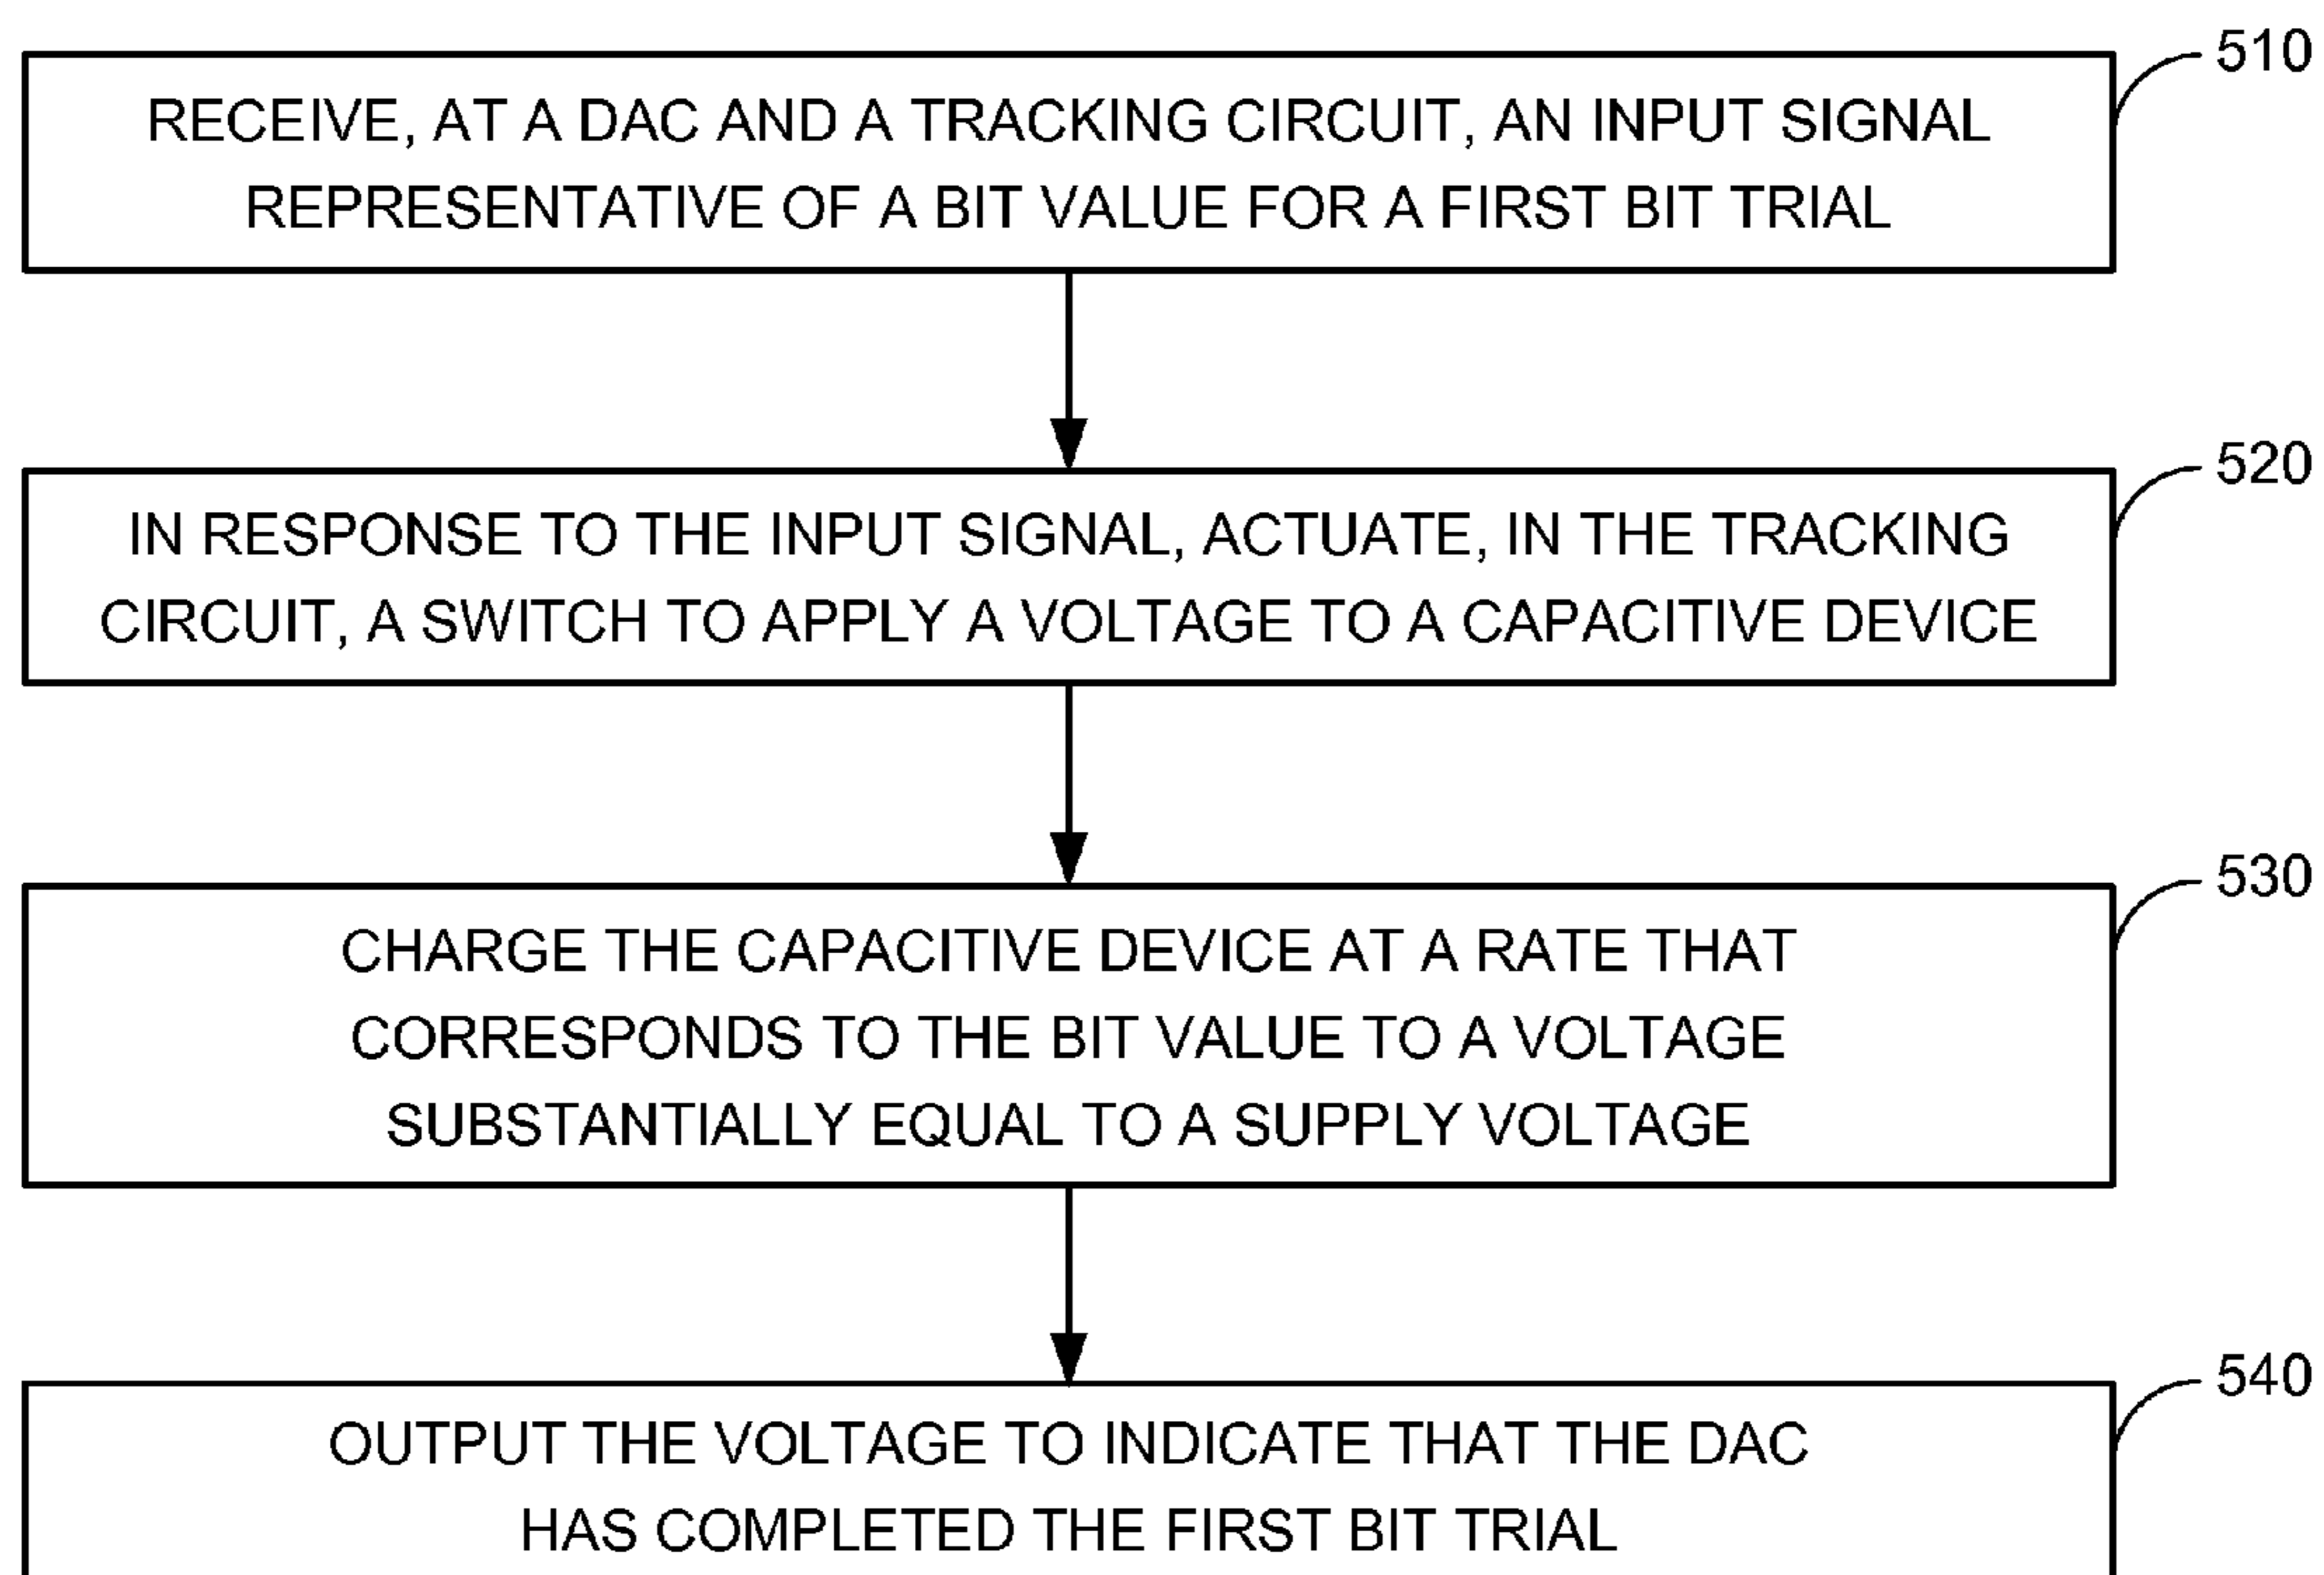 510
RECEIVE, AT A DAC AND A TRACKING CIRCUIT, AN INPUT SIGNAL
REPRESENTATIVE OF A BIT VALUE FOR A FIRST BIT TRIAL
520
IN RESPONSE TO THE INPUT SIGNAL, ACTUATE, IN THE TRACKING
CIRCUIT, A SWITCH TO APPLY A VOLTAGE TO A CAPACITIVE DEVICE
530
CHARGE THE CAPACITIVE DEVICE AT A RATE THAT
CORRESPONDS TO THE BIT VALUE TO A VOLTAGE
SUBSTANTIALLY EQUAL TO A SUPPLY VOLTAGE
540
OUTPUT THE VOLTAGE TO INDICATE THAT THE DAC
HAS COMPLETED THE FIRST BIT TRIAL